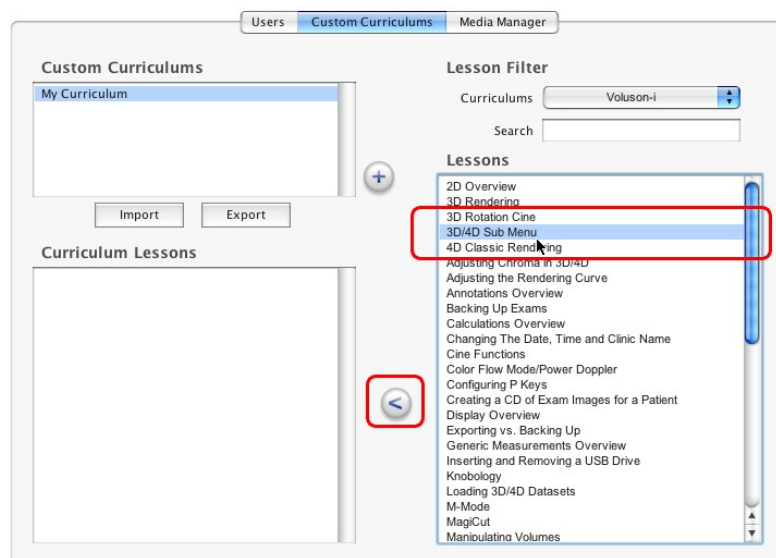 Users Custom Curriculums Media Manager
Custom Curriculums
My Curriculum
+
Import Export
Curriculum Lessons
<
Lesson Filter
Curriculums Voluson-i
Search
Lessons
2D Overview
3D Rendering
3D Rotation Cine
3D/4D Sub Menu
4D Classic Rendering
Adjusting Chroma in 3D/4D
Adjusting the Rendering Curve
Annotations Overview
Backing Up Exams
Calculations Overview
Changing The Date, Time and Clinic Name
Cine Functions
Color Flow Mode/Power Doppler
Configuring P Keys
Creating a CD of Exam Images for a Patient
Display Overview
Exporting vs. Backing Up
Generic Measurements Overview
Inserting and Removing a USB Drive
Knobology
Loading 3D/4D Datasets
M-Mode
MagiCut
Manipulating Volumes